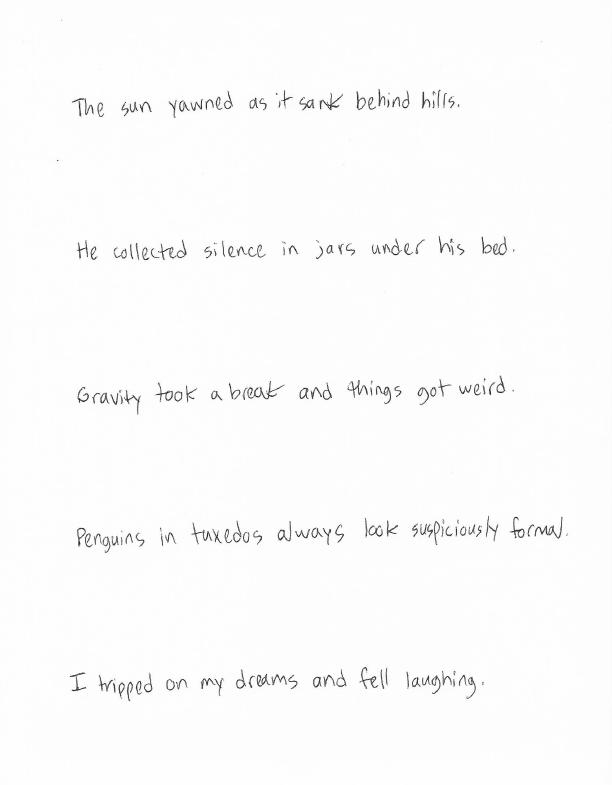 The sun yawned as it sank behind hills.
He collected silence in jars under his bed.
Gravity took a break and things got weird.
Penguins in tuxedos always look suspiciously formal.
I tripped on my dreams and fell laughing.